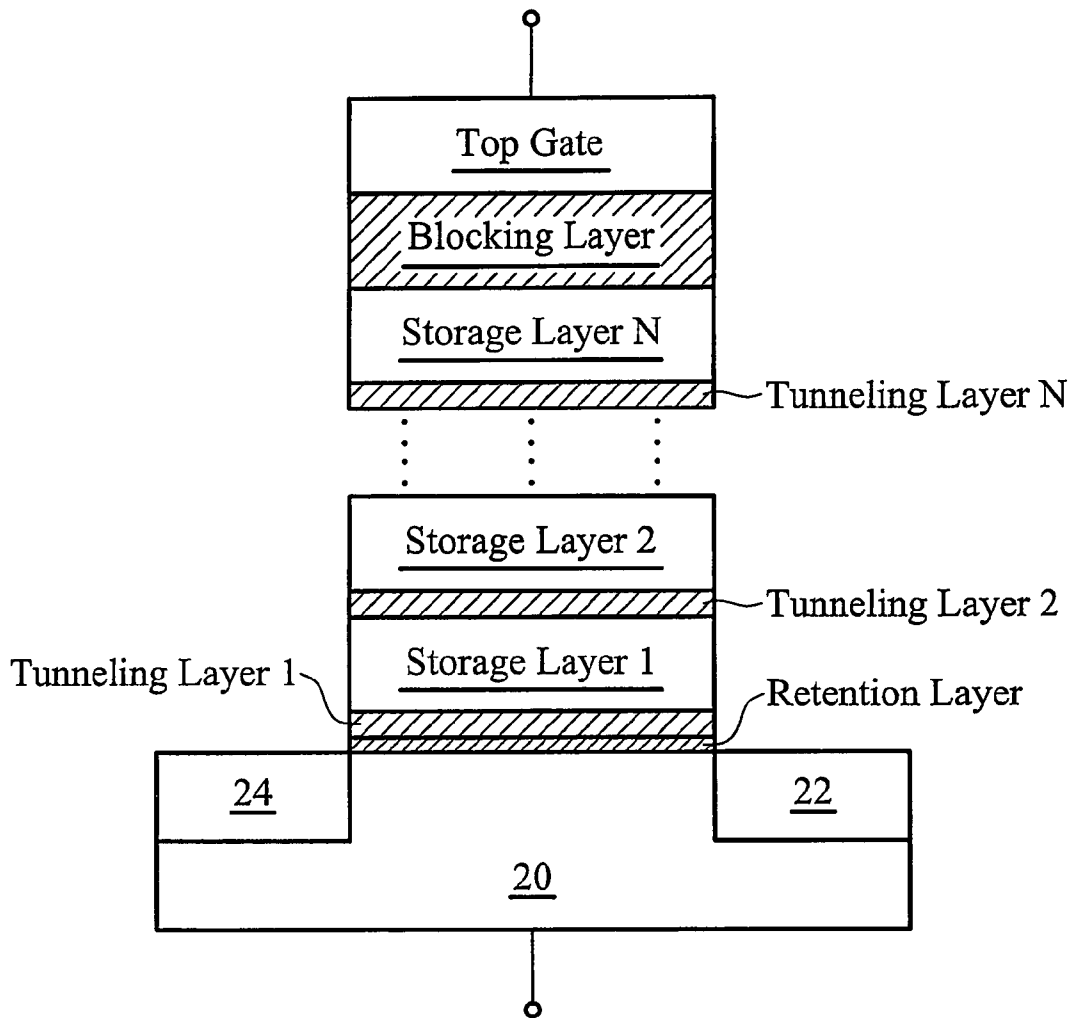 Top Gate
Blocking Layer
Storage Layer N
Tunneling Layer N
Storage Layer 2
Tunneling Layer 2
Storage Layer 1
Tunneling Layer 1
Retention Layer
24
22
20